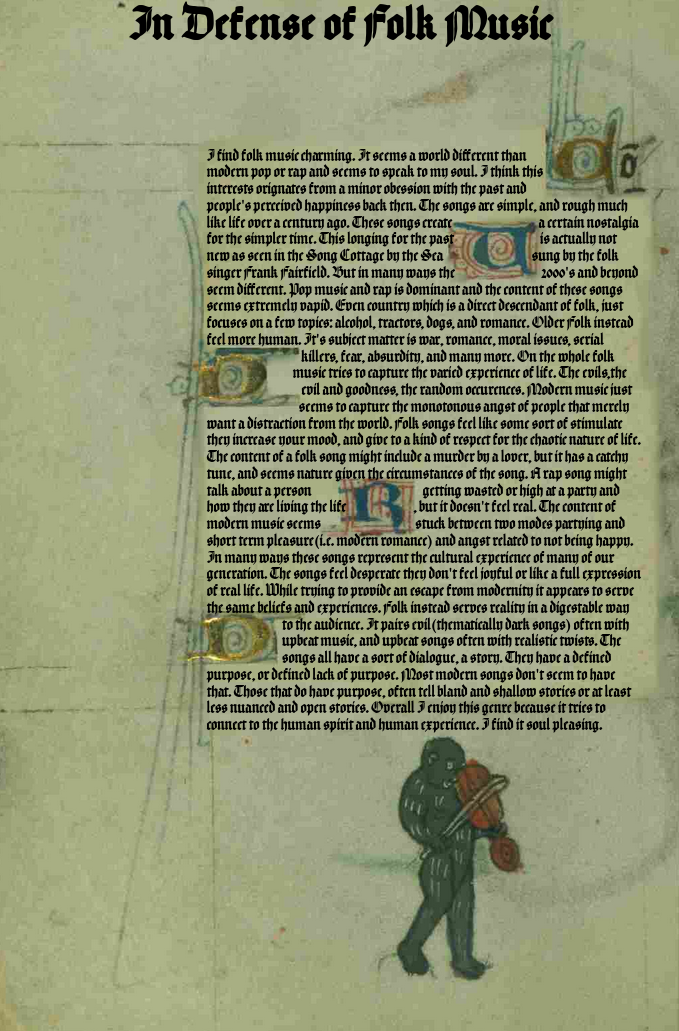 In Defense of Folk Music
I find folk music charming. It seems a world different than
modern pop or rap and seems to speak to my soul. I think this
interests orignates from a minor obession with the past and
people's perceived happiness back then. The songs are simple, and rough much
like life over a century ago. These songs create a certain nostalgia
for the simpler time. This longing for the past is actually not
new as seen in the Song Cottage by the Sea sung by the folk
singer Frank Fairfield. But in many ways the 2000's and beyond
seem different. Pop music and rap is dominant and the content of these songs
seems extremely vapid. Even country which is a direct descendant of folk, just
focuses on a few topics: alcohol, tractors, dogs, and romance. Older Folk instead
feel more human. It's subject matter is war, romance, moral issues, serial
killers, fear, absurdity, and many more. On the whole folk
music tries to capture the varied experience of life. The evils,the
evil and goodness, the random occurences. Modern music just
seems to capture the monotonous angst of people that merely
want a distraction from the world. Folk songs feel like some sort of stimulate
they increase your mood, and give to a kind of respect for the chaotic nature of life.
The content of a folk song might include a murder by a lover, but it has a catchy
tune, and seems nature given the circumstances of the song. A rap song might
talk about a person getting wasted or high at a party and
how they are living the life , but it doesn't feel real. The content of
modern music seems stuck between two modes partying and
short term pleasure(i.e. modern romance) and angst related to not being happy.
In many ways these songs represent the cultural experience of many of our
generation. The songs feel desperate they don't feel joyful or like a full expression
of real life. While trying to provide an escape from modernity it appears to serve
the same beliefs and experiences. Folk instead serves reality in a digestable way
to the audience. It pairs evil(thematically dark songs) often with
upbeat music, and upbeat songs often with realistic twists. The
songs all have a sort of dialogue, a story. They have a defined
purpose, or defined lack of purpose. Most modern songs don't seem to have
that. Those that do have purpose, often tell bland and shallow stories or at least
less nuanced and open stories. Overall I enjoy this genre because it tries to
connect to the human spirit and human experience. I find it soul pleasing.